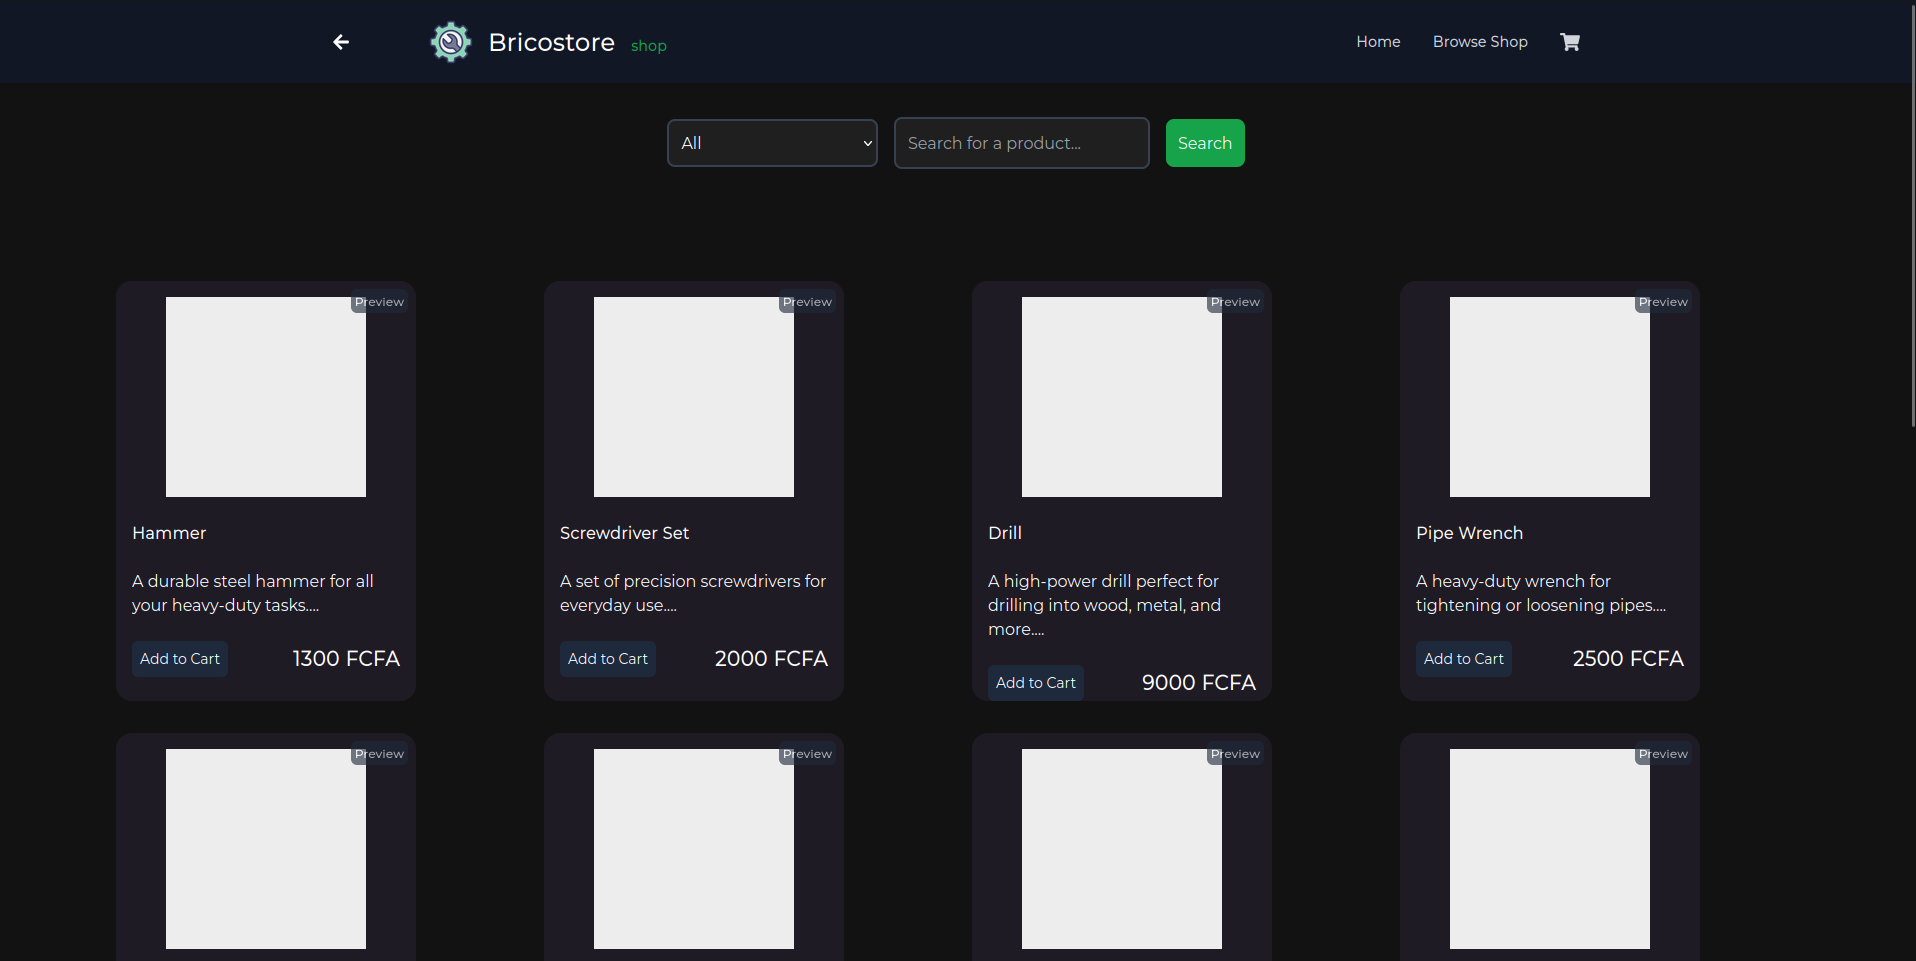 Bricostore shop
Home
Browse Shop
All
Search for a product...
Search
Preview
Preview
Preview
Preview
Hammer
A durable steel hammer for all
your heavy-duty tasks....
Add to Cart
1300 FCFA
Screwdriver Set
A set of precision screwdrivers for
everyday use....
Add to Cart
2000 FCFA
Drill
A high-power drill perfect for
drilling into wood, metal, and
more....
Add to Cart
9000 FCFA
Pipe Wrench
A heavy-duty wrench for
tightening or loosening pipes....
Add to Cart
2500 FCFA
Preview
Preview
Preview
Preview